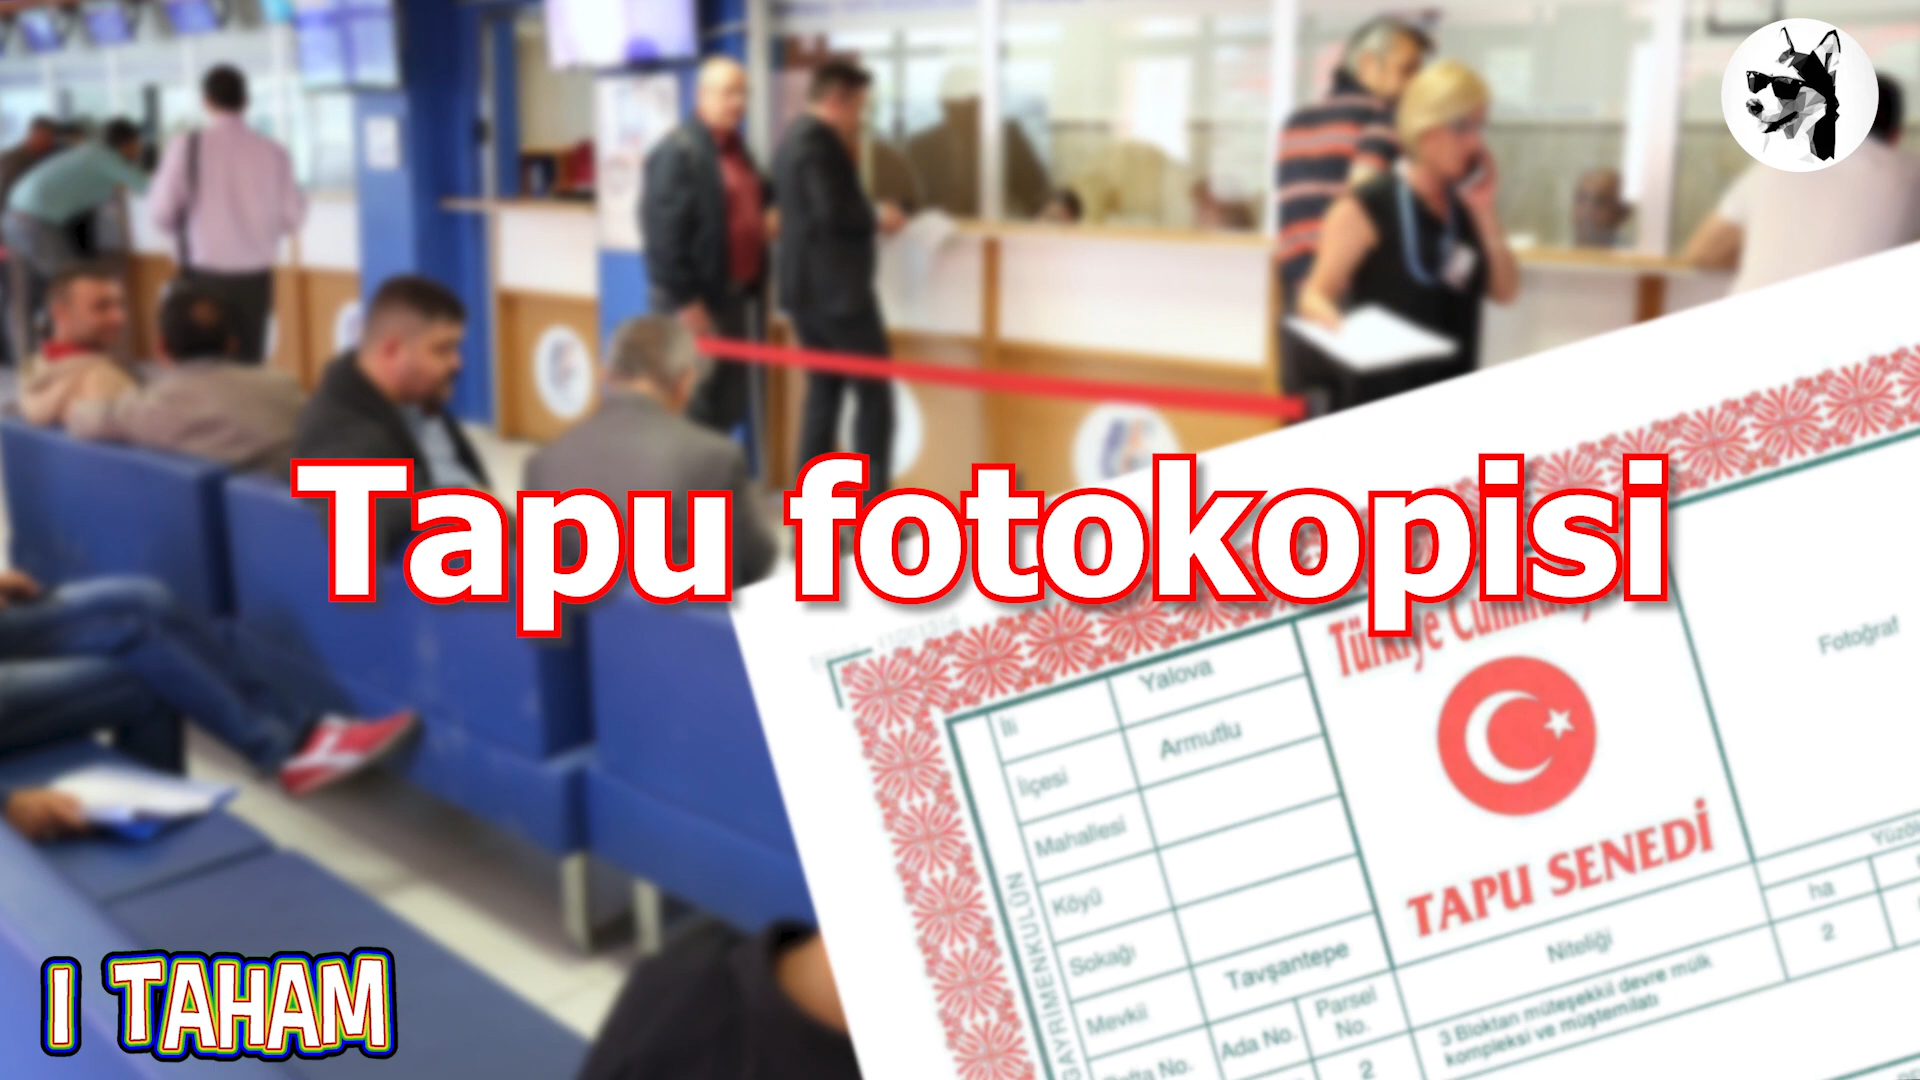 Tapu fotokopisi
Türkiye
Fotoğraf
İli
Yalova
İlçesi
Armutlu
Mahallesi
Köyü
Sokağı
Mevkii
Tavşantepe
Ada No.
Parsel
No.
2
GAYRİMENKULÜN
TAPU SENEDİ
Niteliği
ha
2
3 Bloktan müteşekkil devre mülk
kompleksi ve müştemilatı
I TAHAM